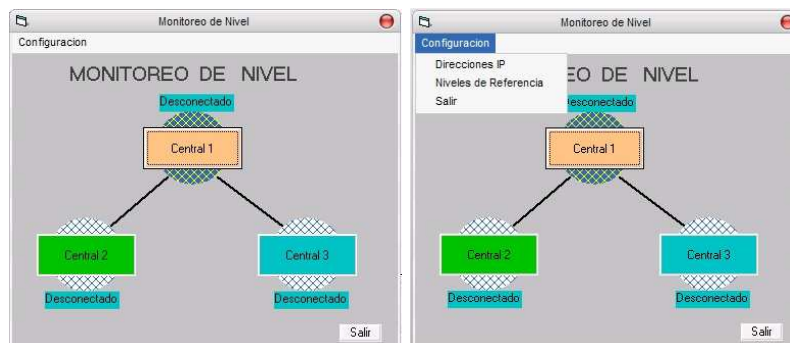 Monitoreo de Nivel
Configuracion
MONITOREO DE NIVEL
Desconectado
Central 1
Central 2
Central 3
Desconectado
Desconectado
Salir
Monitoreo de Nivel
Configuracion
Direcciones IP
Niveles de Referencia
Salir
EO DE NIVEL
esconectado
Central 1
Central 2
Central 3
Desconectado
Desconectado
Salir